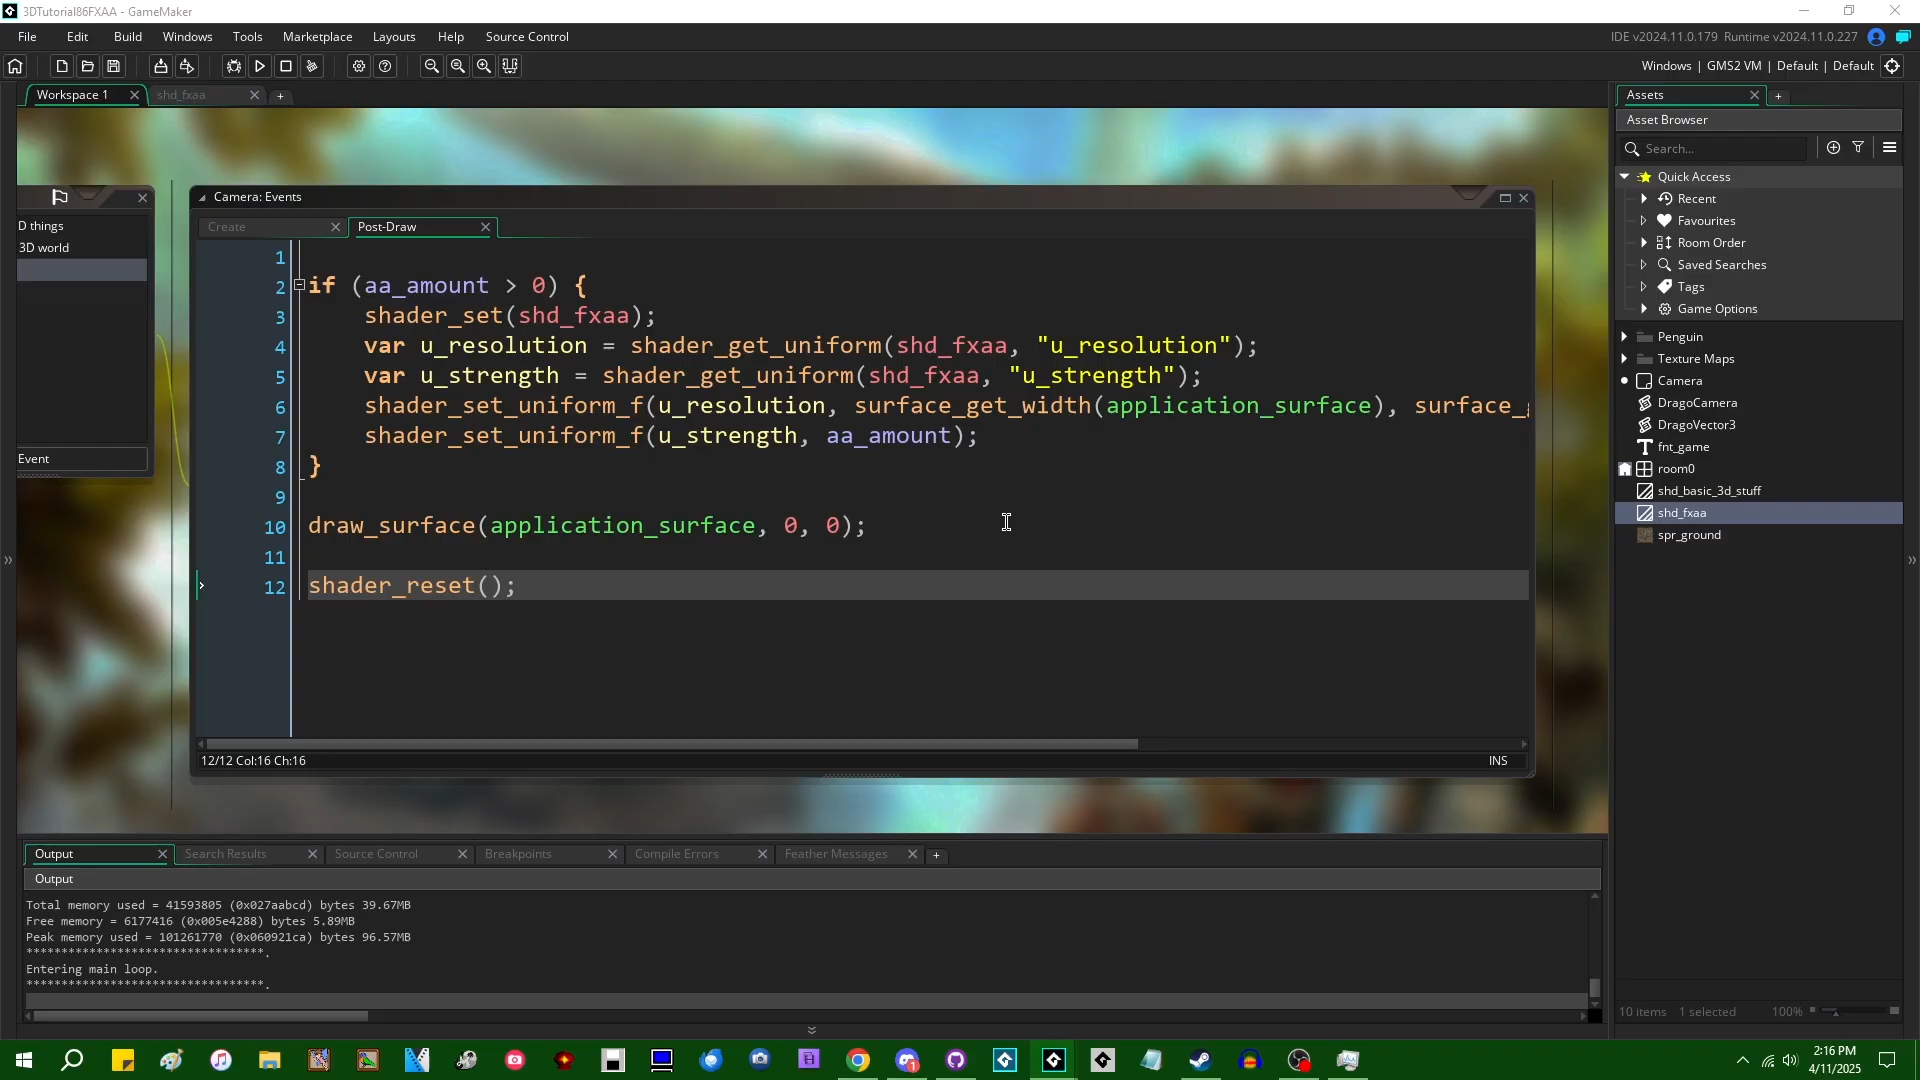 3DTutorial86FXAA - GameMaker
File Edit Build Windows Tools Marketplace Layouts Help Source Control
IDE v2024.11.0.179 Runtime v2024.11.0.227
Windows | GMS2 VM | Default | Default
Workspace 1 shd_fxaa
D things
3D world
Event
Camera: Events
Create Post-Draw
1
2 if (aa_amount > 0) {
3 shader_set(shd_fxaa);
4 var u_resolution = shader_get_uniform(shd_fxaa, "u_resolution");
5 var u_strength = shader_get_uniform(shd_fxaa, "u_strength");
6 shader_set_uniform_f(u_resolution, surface_get_width(application_surface), surface_g
7 shader_set_uniform_f(u_strength, aa_amount);
8 }
9
10 draw_surface(application_surface, 0, 0);
11
12 shader_reset();
12/12 Col:16 Ch:16 INS
Output Search Results Source Control Breakpoints Compile Errors Feather Messages
Output
Total memory used = 41593805 (0x027aabcd) bytes 39.67MB
Free memory = 6177416 (0x005e4288) bytes 5.89MB
Peak memory used = 101261770 (0x060921ca) bytes 96.57MB
**********************************.
Entering main loop.
**********************************.
Assets
Asset Browser
Search...
Quick Access
Recent
Favourites
Room Order
Saved Searches
Tags
Game Options
Penguin
Texture Maps
Camera
DragoCamera
DragoVector3
fnt_game
room0
shd_basic_3d_stuff
shd_fxaa
spr_ground
10 items 1 selected 100%
2:16 PM
4/11/2025